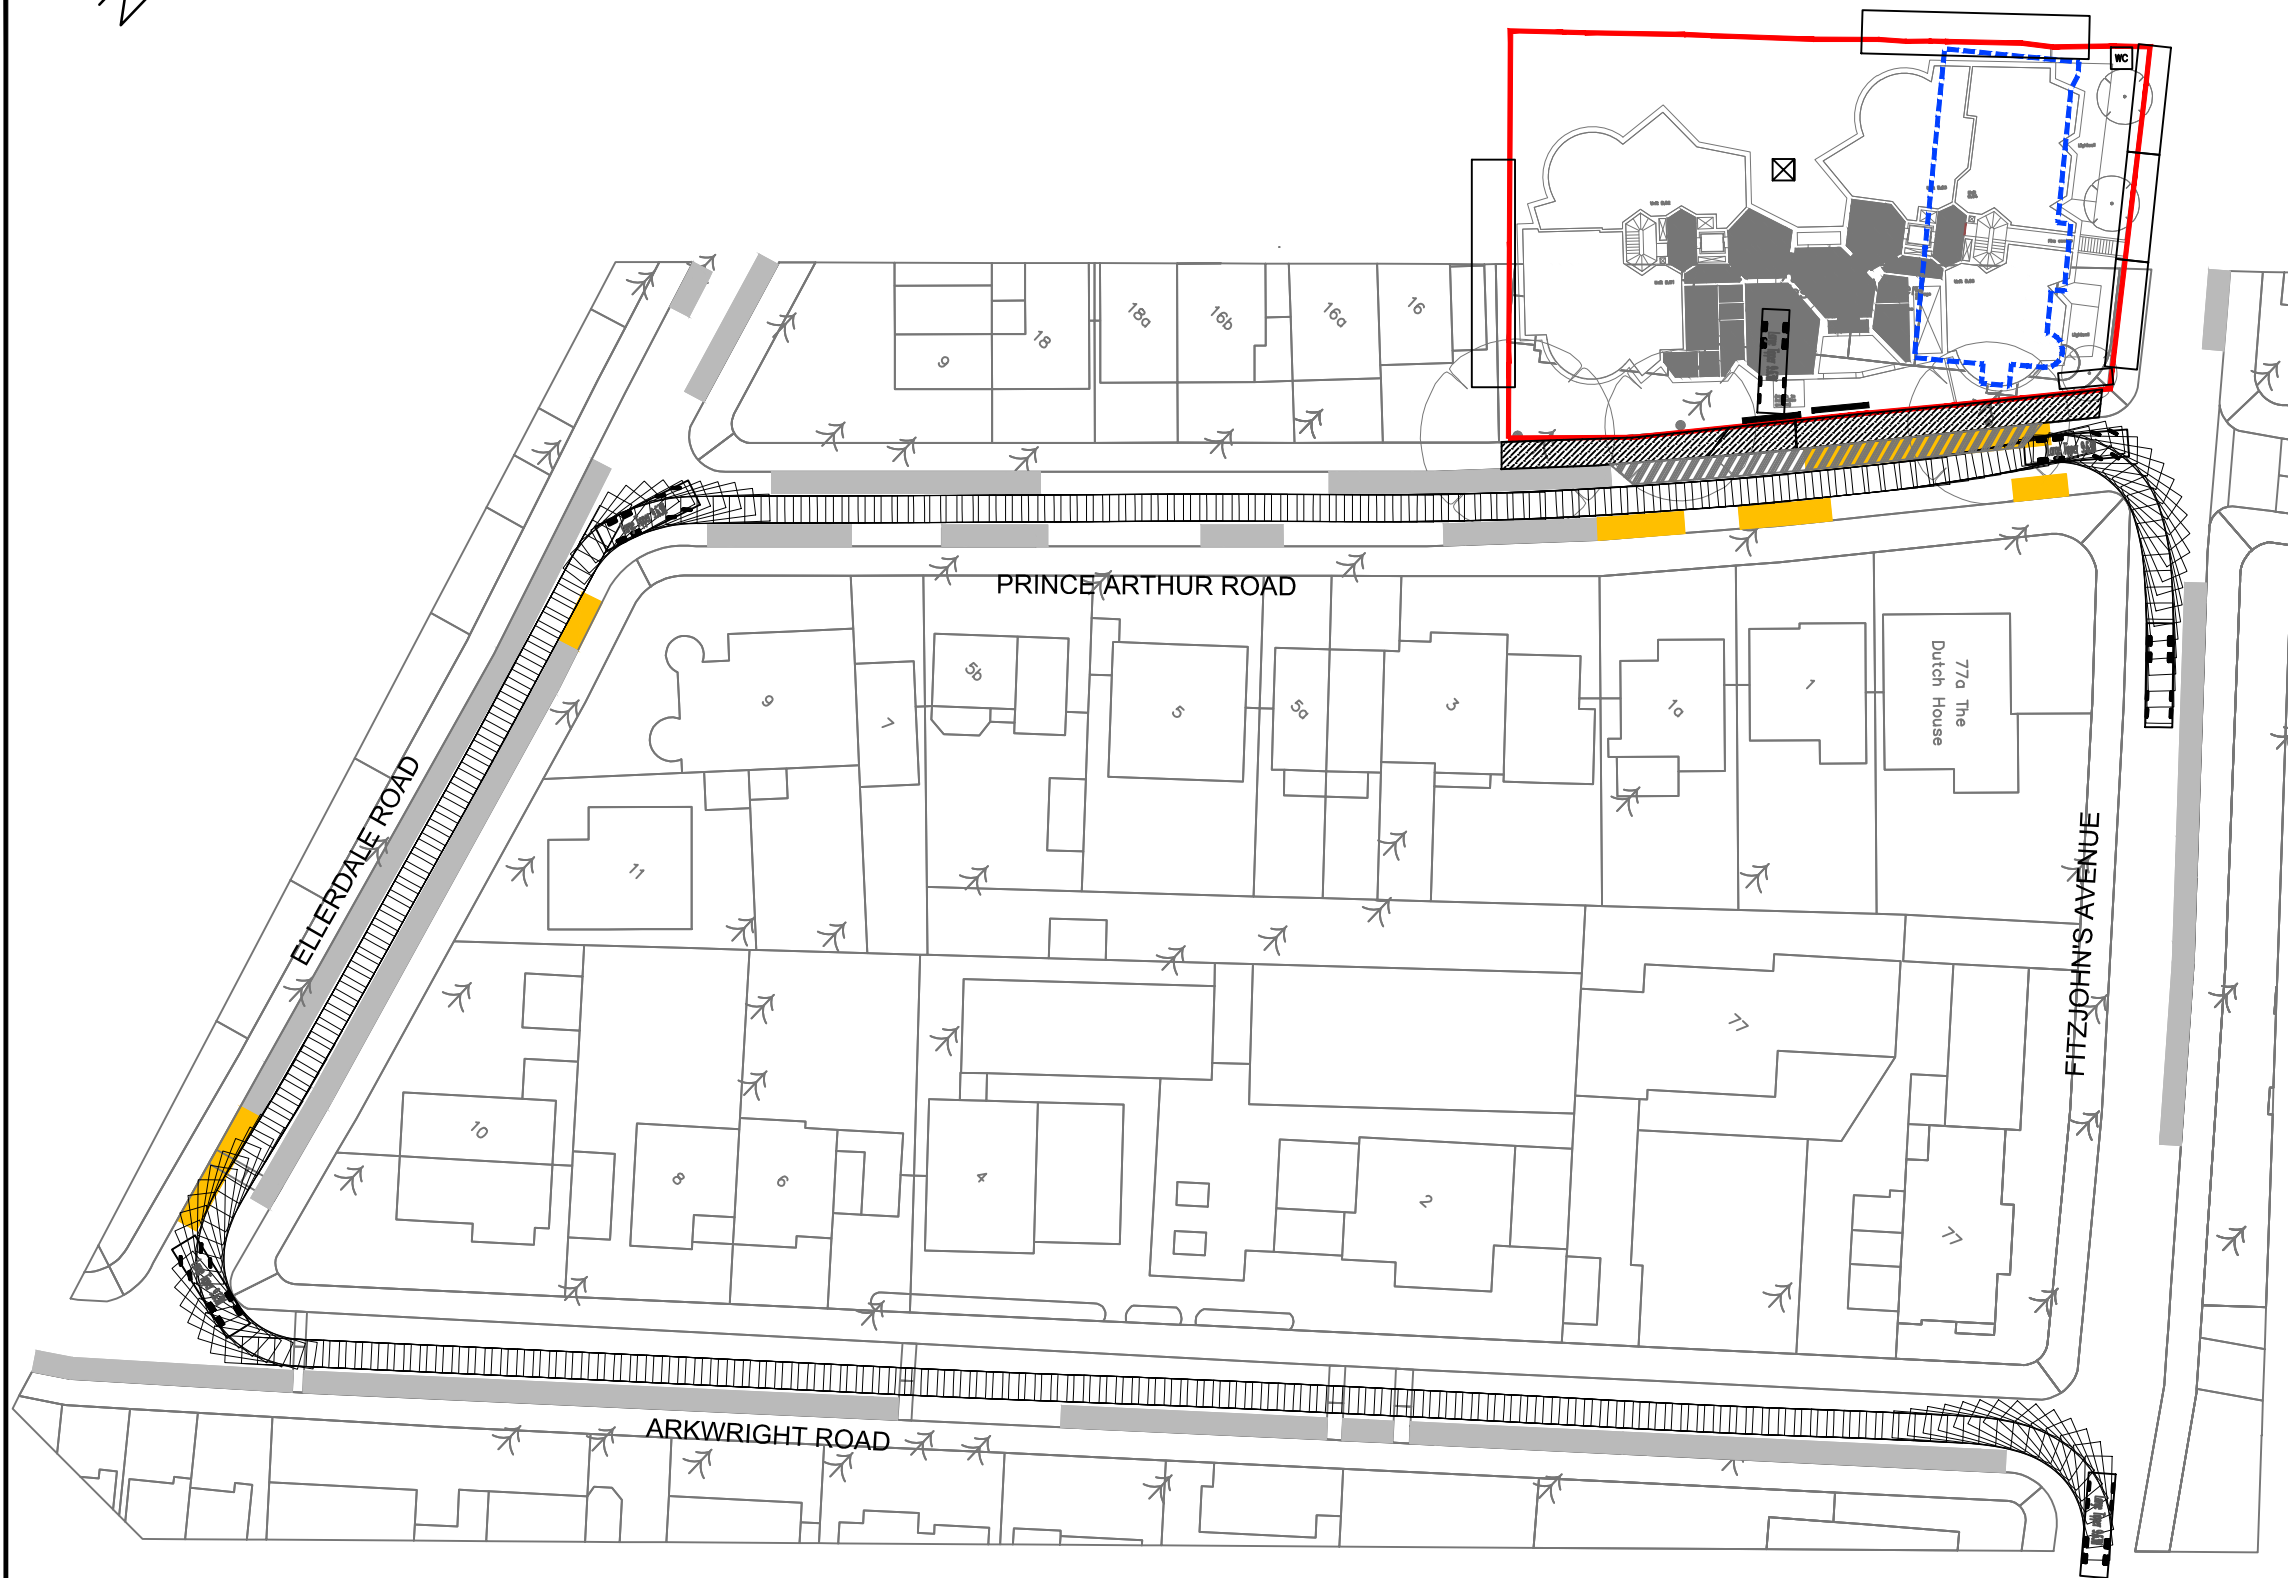 WC
18a
16b
16a
16
18
9
PRINCE ARTHUR ROAD
77a The
Dutch House
5b
9
7
5
5a
3
1a
1
ELLERDALE ROAD
11
FITZJOHN'S AVENUE
77
10
8
6
4
2
77
ARKWRIGHT ROAD